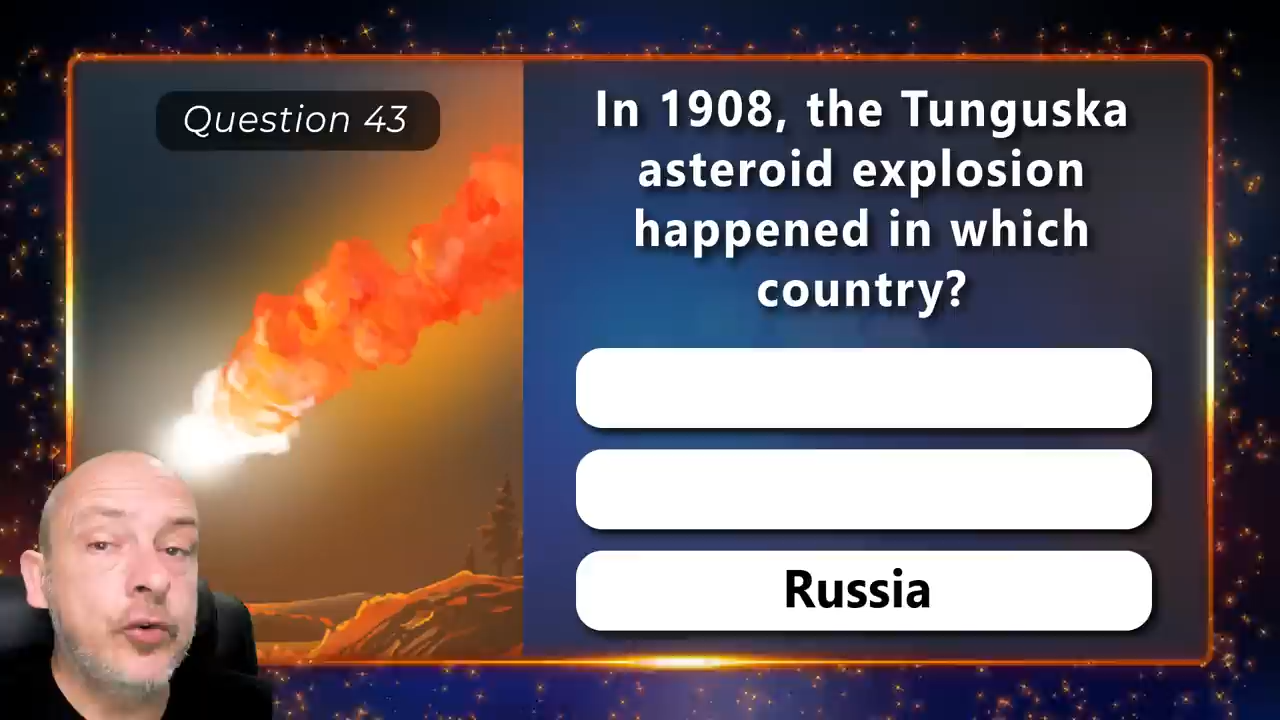 Question 43
In 1908, the Tunguska
asteroid explosion
happened in which
country?
Russia